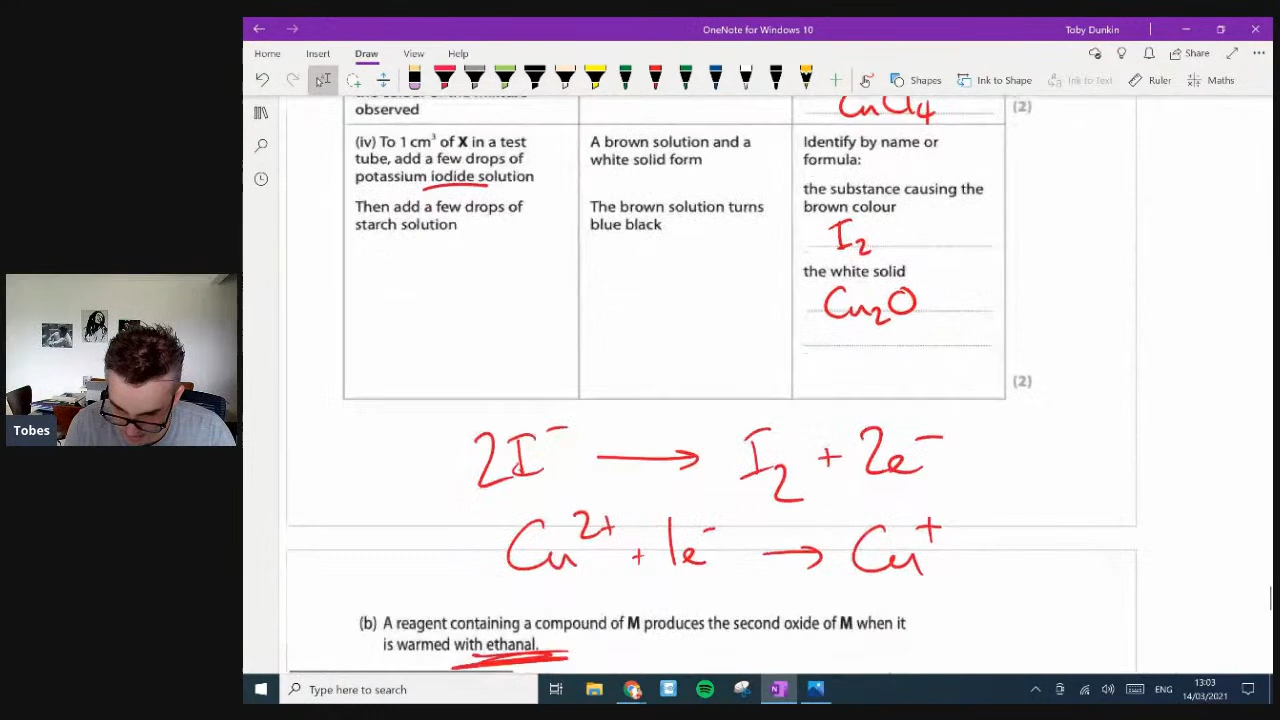 OneNote for Windows 10
Toby Dunkin
Home Insert Draw View Help
Share
Shapes Ink to Shape Ink to Text Ruler Maths
observed
CuCl4
(2)
(iv) To 1 cm³ of X in a test
tube, add a few drops of
potassium iodide solution
Then add a few drops of
starch solution
A brown solution and a
white solid form
The brown solution turns
blue black
Identify by name or
formula:
the substance causing the
brown colour
I2
the white solid
Cu2O
(2)
2I⁻ → I2 + 2e⁻
Cu²⁺ + 1e⁻ → Cu⁺
(b) A reagent containing a compound of M produces the second oxide of M when it
is warmed with ethanal.
Tobes
Type here to search
ENG
13:03
14/03/2021